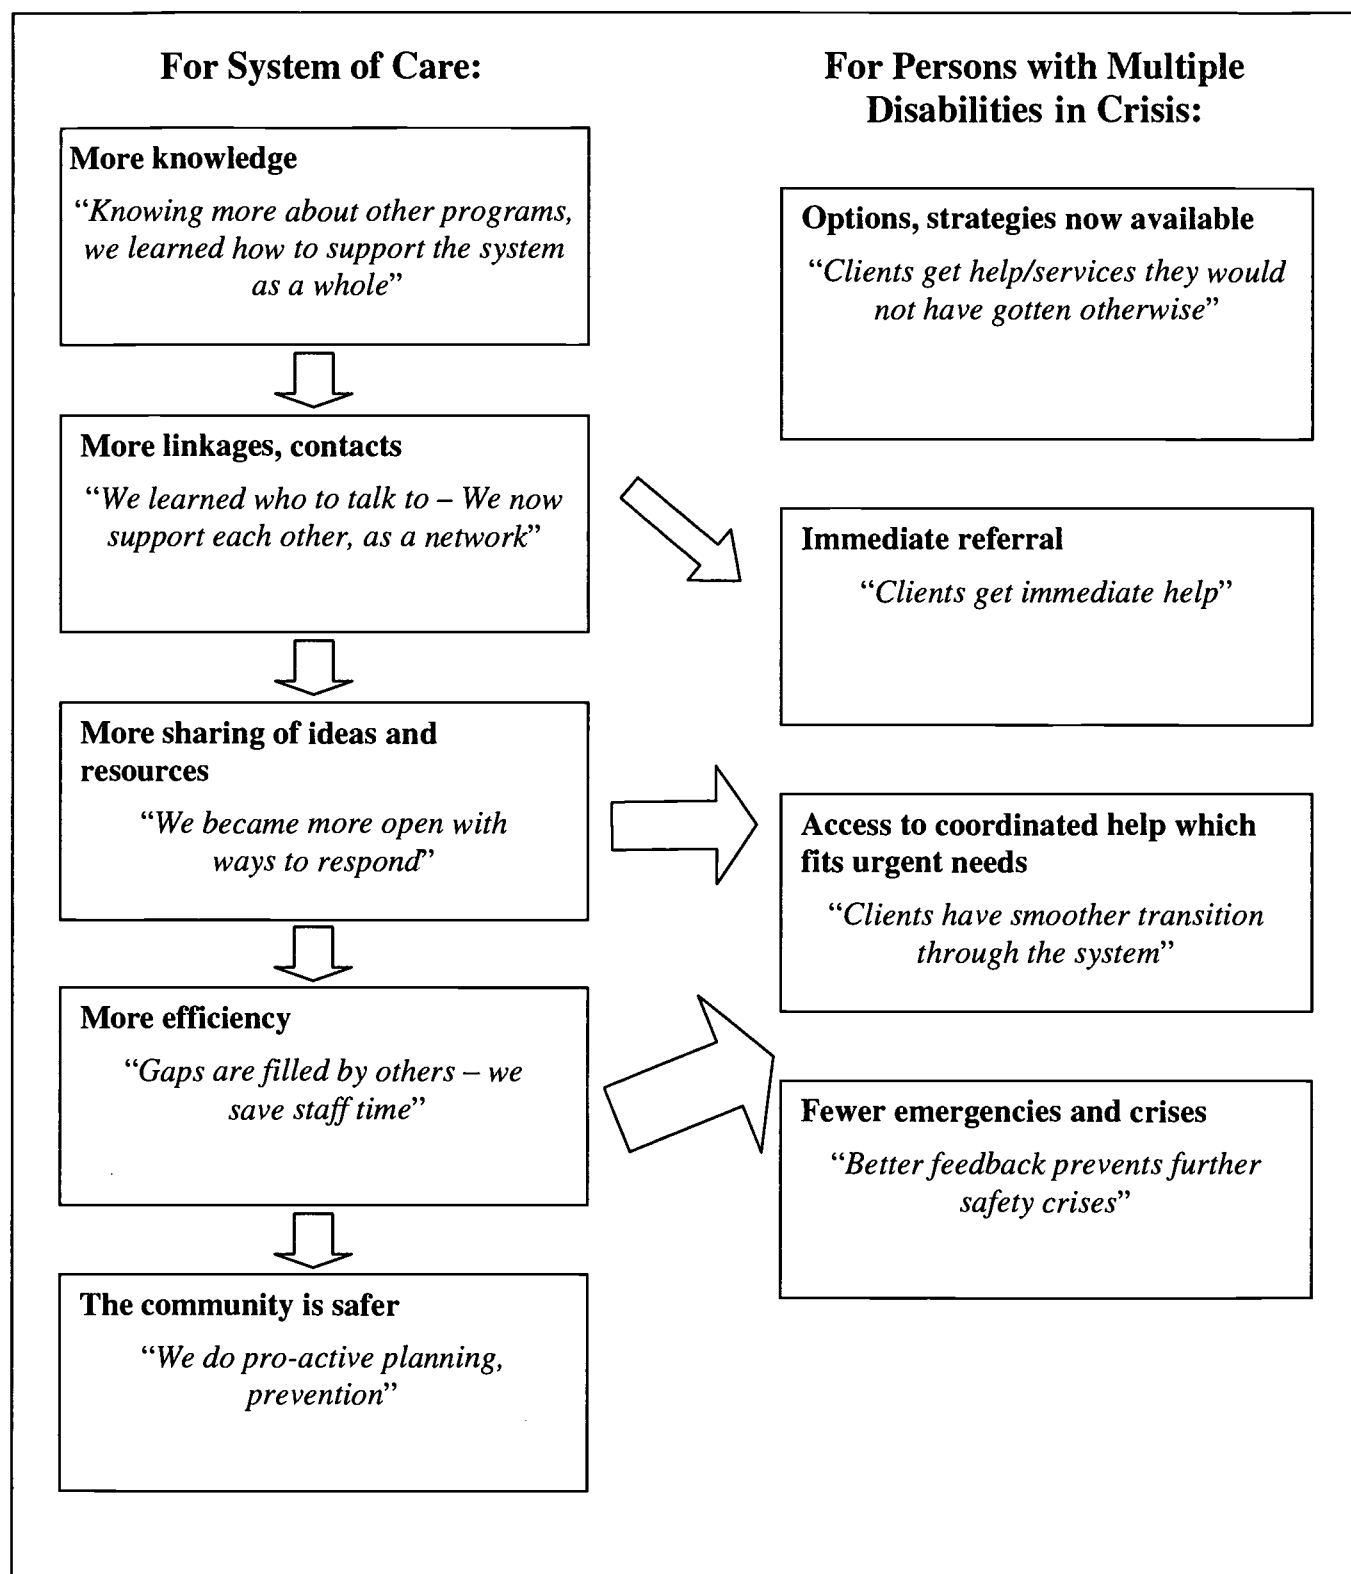 For System of Care:
More knowledge
“Knowing more about other programs,
we learned how to support the system
as a whole”
More linkages, contacts
“We learned who to talk to – We now
support each other, as a network”
More sharing of ideas and
resources
“We became more open with
ways to respond”
More efficiency
“Gaps are filled by others – we
save staff time”
The community is safer
“We do pro-active planning,
prevention”
For Persons with Multiple
Disabilities in Crisis:
Options, strategies now available
“Clients get help/services they would
not have gotten otherwise”
Immediate referral
“Clients get immediate help”
Access to coordinated help which
fits urgent needs
“Clients have smoother transition
through the system”
Fewer emergencies and crises
“Better feedback prevents further
safety crises”